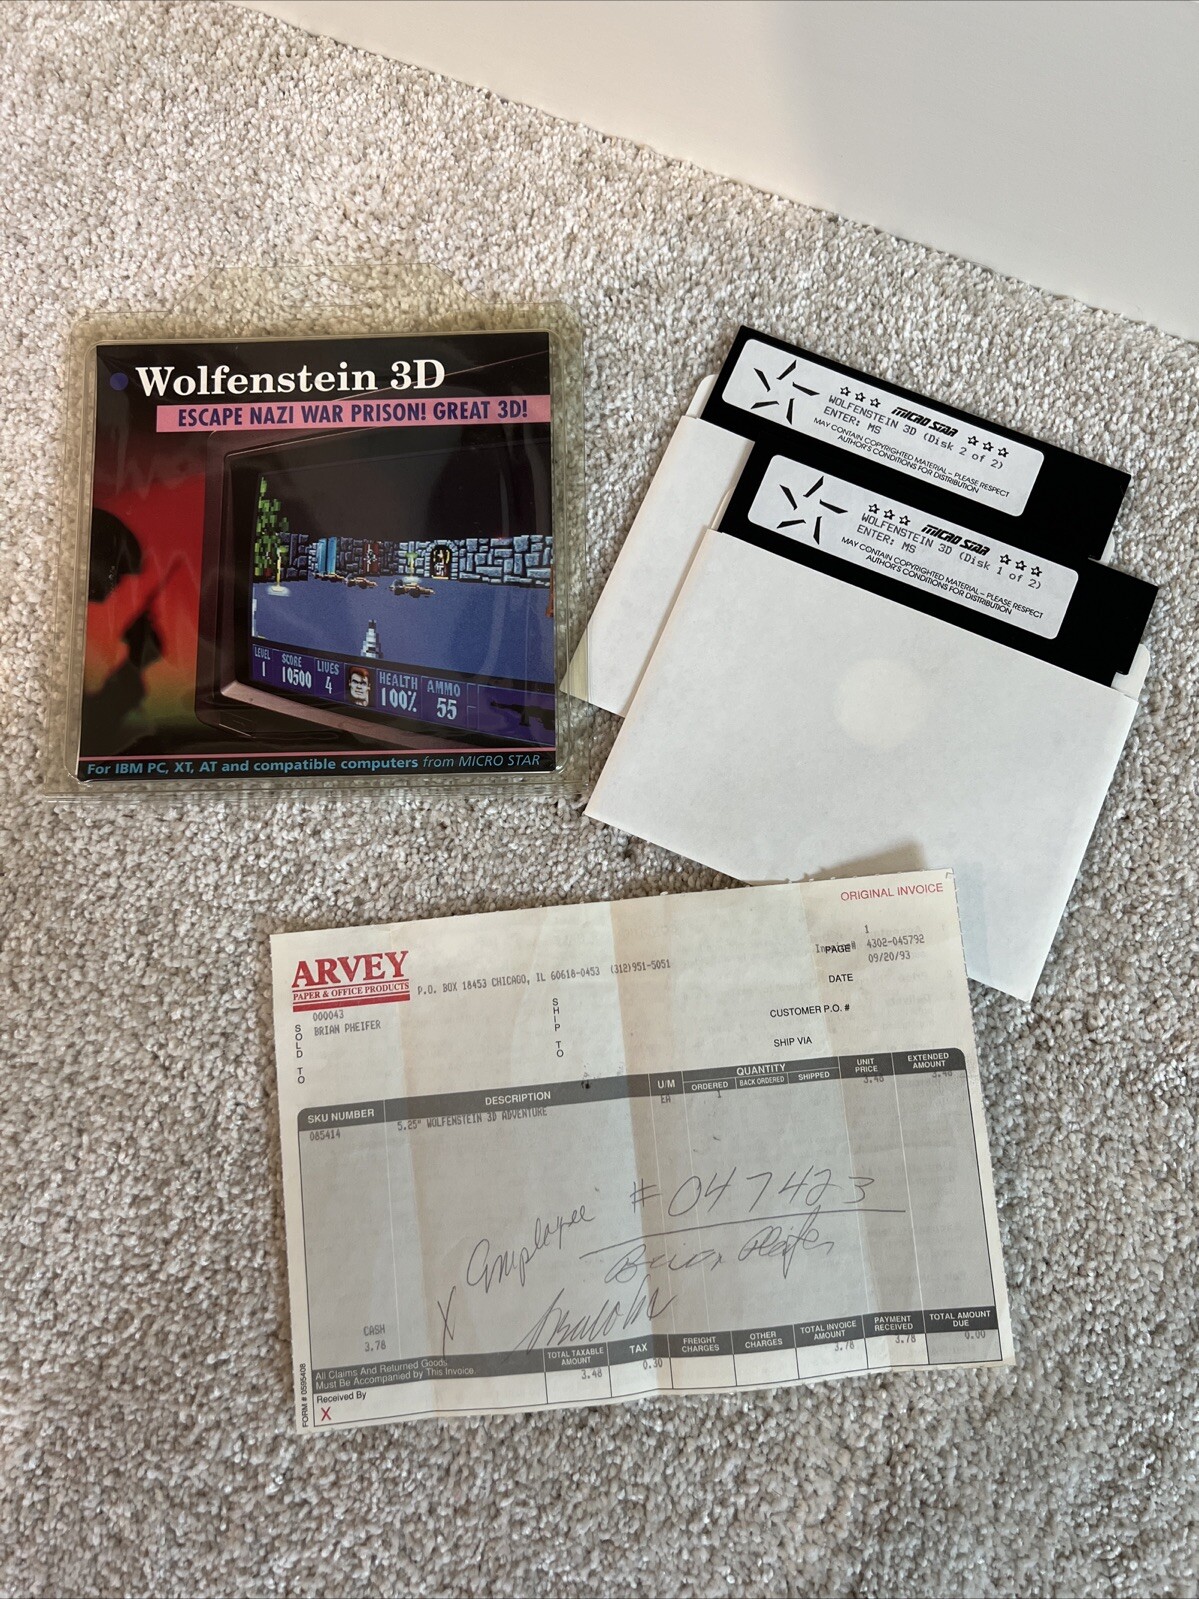 Wolfenstein 3D
ESCAPE NAZI WAR PRISON! GREAT 3D!
LEVEL
1
SCORE
10500
LIVES
4
HEALTH
100%
AMMO
55
For IBM PC, XT, AT and compatible computers from MICRO STAR
MICRO STAR
WOLFENSTEIN 3D (Disk 2 of 2)
ENTER: MS
MAY CONTAIN COPYRIGHTED MATERIAL – PLEASE RESPECT
AUTHOR'S CONDITIONS FOR DISTRIBUTION
MICRO STAR
WOLFENSTEIN 3D (Disk 1 of 2)
ENTER: MS
MAY CONTAIN COPYRIGHTED MATERIAL – PLEASE RESPECT
AUTHOR'S CONDITIONS FOR DISTRIBUTION
ORIGINAL INVOICE
ARVEY
PAPER & OFFICE PRODUCTS
P.O. BOX 18453 CHICAGO, IL 60618-0453 (312)951-5051
PAGE 1
Invoice# 4302-045792
DATE 09/20/93
CUSTOMER P.O. #
SHIP VIA
SOLD TO
000043
BRIAN PHEIFER
SHIP TO
SKU NUMBER DESCRIPTION U/M QUANTITY ORDERED BACK ORDERED SHIPPED UNIT PRICE EXTENDED AMOUNT
085414 5.25" WOLFENSTEIN 3D ADVENTURE EA 1 3.48 3.48
Employee # 047423
X Brian Pheifer
CASH
3.78
All Claims And Returned Goods
Must Be Accompanied by This Invoice
TOTAL TAXABLE AMOUNT TAX FREIGHT CHARGES OTHER CHARGES TOTAL INVOICE AMOUNT PAYMENT RECEIVED TOTAL AMOUNT DUE
3.48 0.30 3.78 3.78 0.00
Received By
X
FORM # 0595408